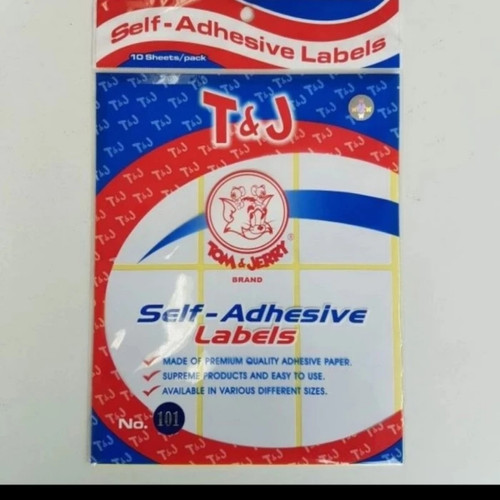 Self-Adhesive Labels
10 Sheets/pack
T&J
TOM & JERRY®
BRAND
Self-Adhesive
Labels
MADE OF PREMIUM QUALITY ADHESIVE PAPER.
SUPREME PRODUCTS AND EASY TO USE.
AVAILABLE IN VARIOUS DIFFERENT SIZES.
No. 101